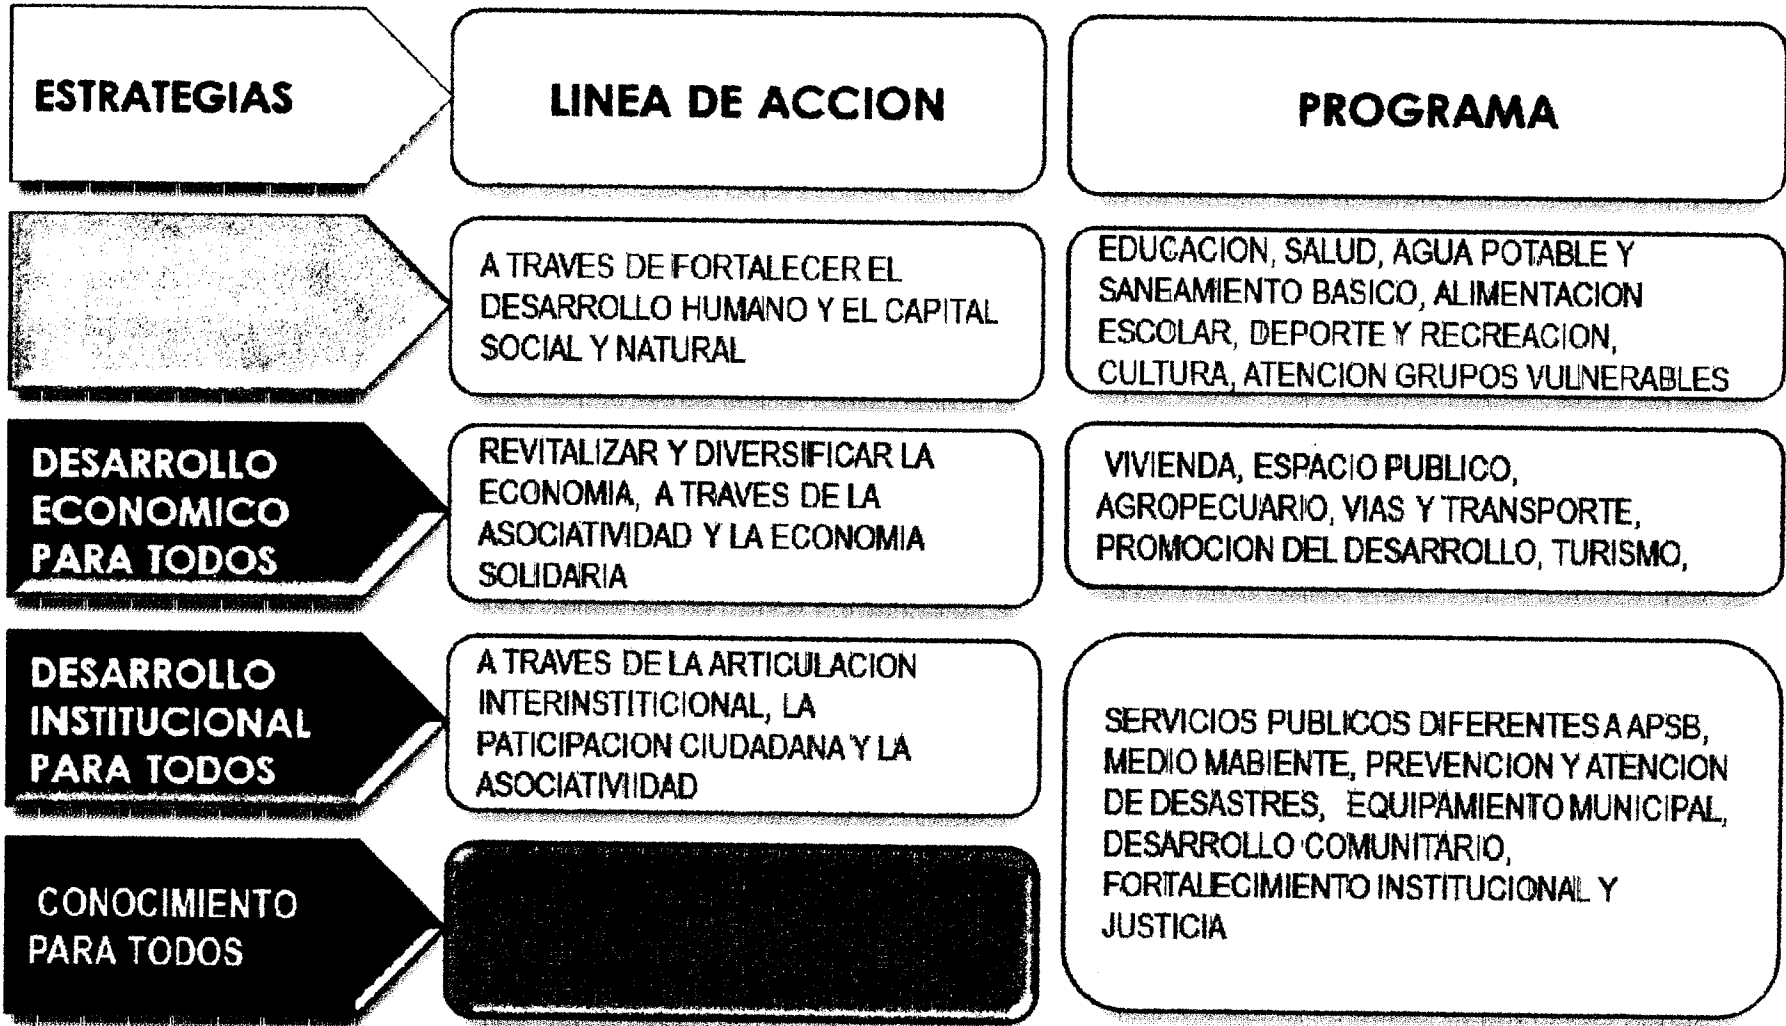 ESTRATEGIAS
LINEA DE ACCION
PROGRAMA
A TRAVES DE FORTALECER EL
DESARROLLO HUMANO Y EL CAPITAL
SOCIAL Y NATURAL
EDUCACION, SALUD, AGUA POTABLE Y
SANEAMIENTO BASICO, ALIMENTACION
ESCOLAR, DEPORTE Y RECREACION,
CULTURA, ATENCION GRUPOS VULNERABLES
DESARROLLO
ECONOMICO
PARA TODOS
REVITALIZAR Y DIVERSIFICAR LA
ECONOMIA, A TRAVES DE LA
ASOCIATIVIDAD Y LA ECONOMIA
SOLIDARIA
VIVIENDA, ESPACIO PUBLICO,
AGROPECUARIO, VIAS Y TRANSPORTE,
PROMOCION DEL DESARROLLO, TURISMO,
DESARROLLO
INSTITUCIONAL
PARA TODOS
A TRAVES DE LA ARTICULACION
INTERINSTITICIONAL, LA
PATICIPACION CIUDADANA Y LA
ASOCIATIVIIDAD
SERVICIOS PUBLICOS DIFERENTES A APSB,
MEDIO MABIENTE, PREVENCION Y ATENCION
DE DESASTRES, EQUIPAMIENTO MUNICIPAL,
DESARROLLO COMUNITARIO,
FORTALECIMIENTO INSTITUCIONAL Y
JUSTICIA
CONOCIMIENTO
PARA TODOS